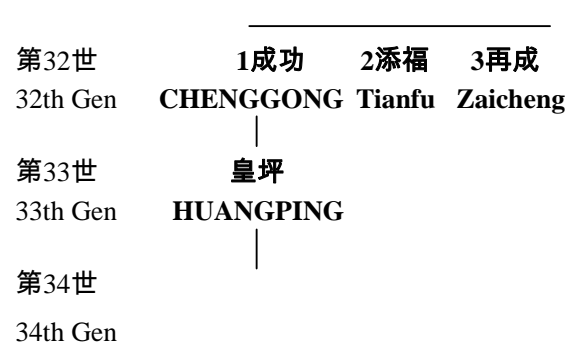 第32世 1成功 2添福 3再成
32th Gen CHENGGONG Tianfu Zaicheng
第33世 皇坪
33th Gen HUANGPING
第34世
34th Gen